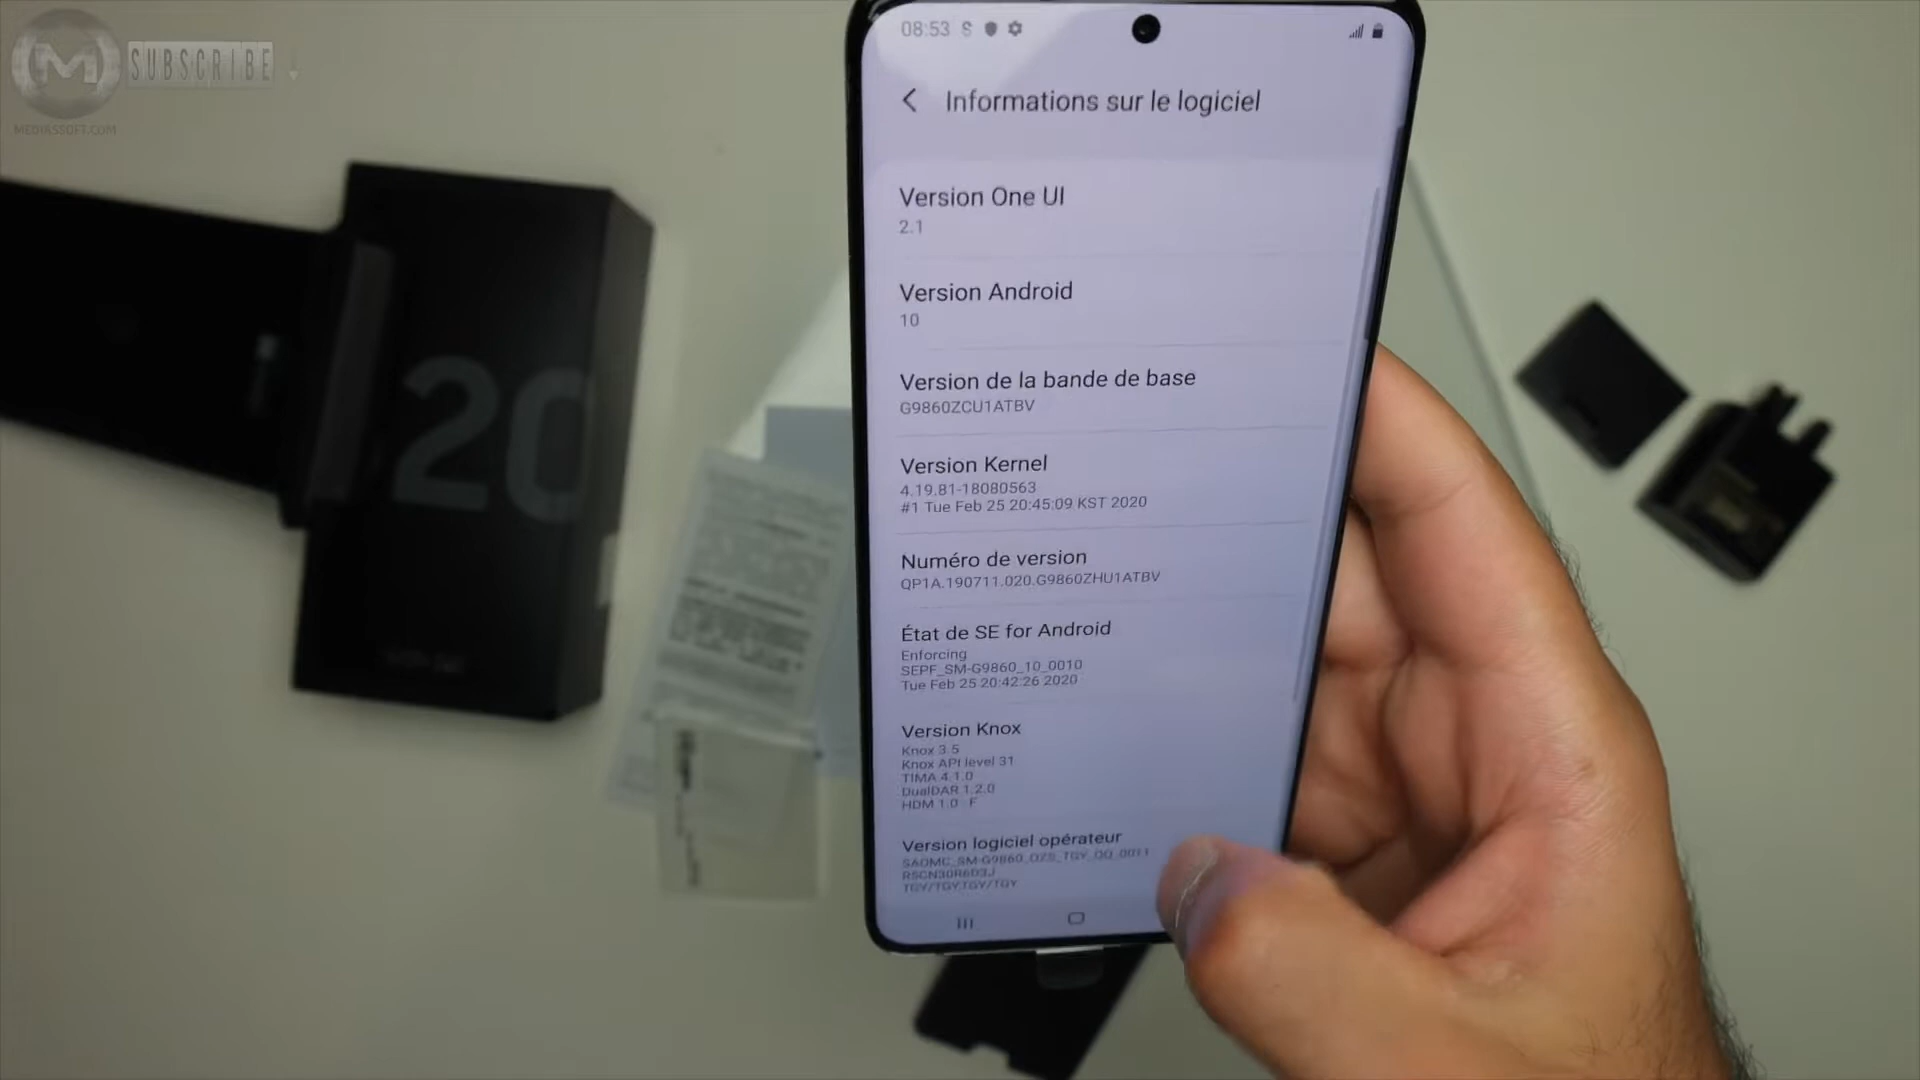 M
SUBSCRIBE
MEDIASSOFT.COM
08:53
Informations sur le logiciel
Version One UI
2.1
Version Android
10
Version de la bande de base
G9860ZCU1ATBV
Version Kernel
4.19.81-18080563
#1 Tue Feb 25 20:45:09 KST 2020
Numéro de version
QP1A.190711.020.G9860ZHU1ATBV
État de SE for Android
Enforcing
SEPF_SM-G9860_10_0010
Tue Feb 25 20:42:26 2020
Version Knox
Knox 3.5
Knox API level 31
TIMA 4.1.0
DualDAR 1.2.0
HDM 1.0 - F
Version logiciel opérateur
TGY/TGY,TGY/TGY
20